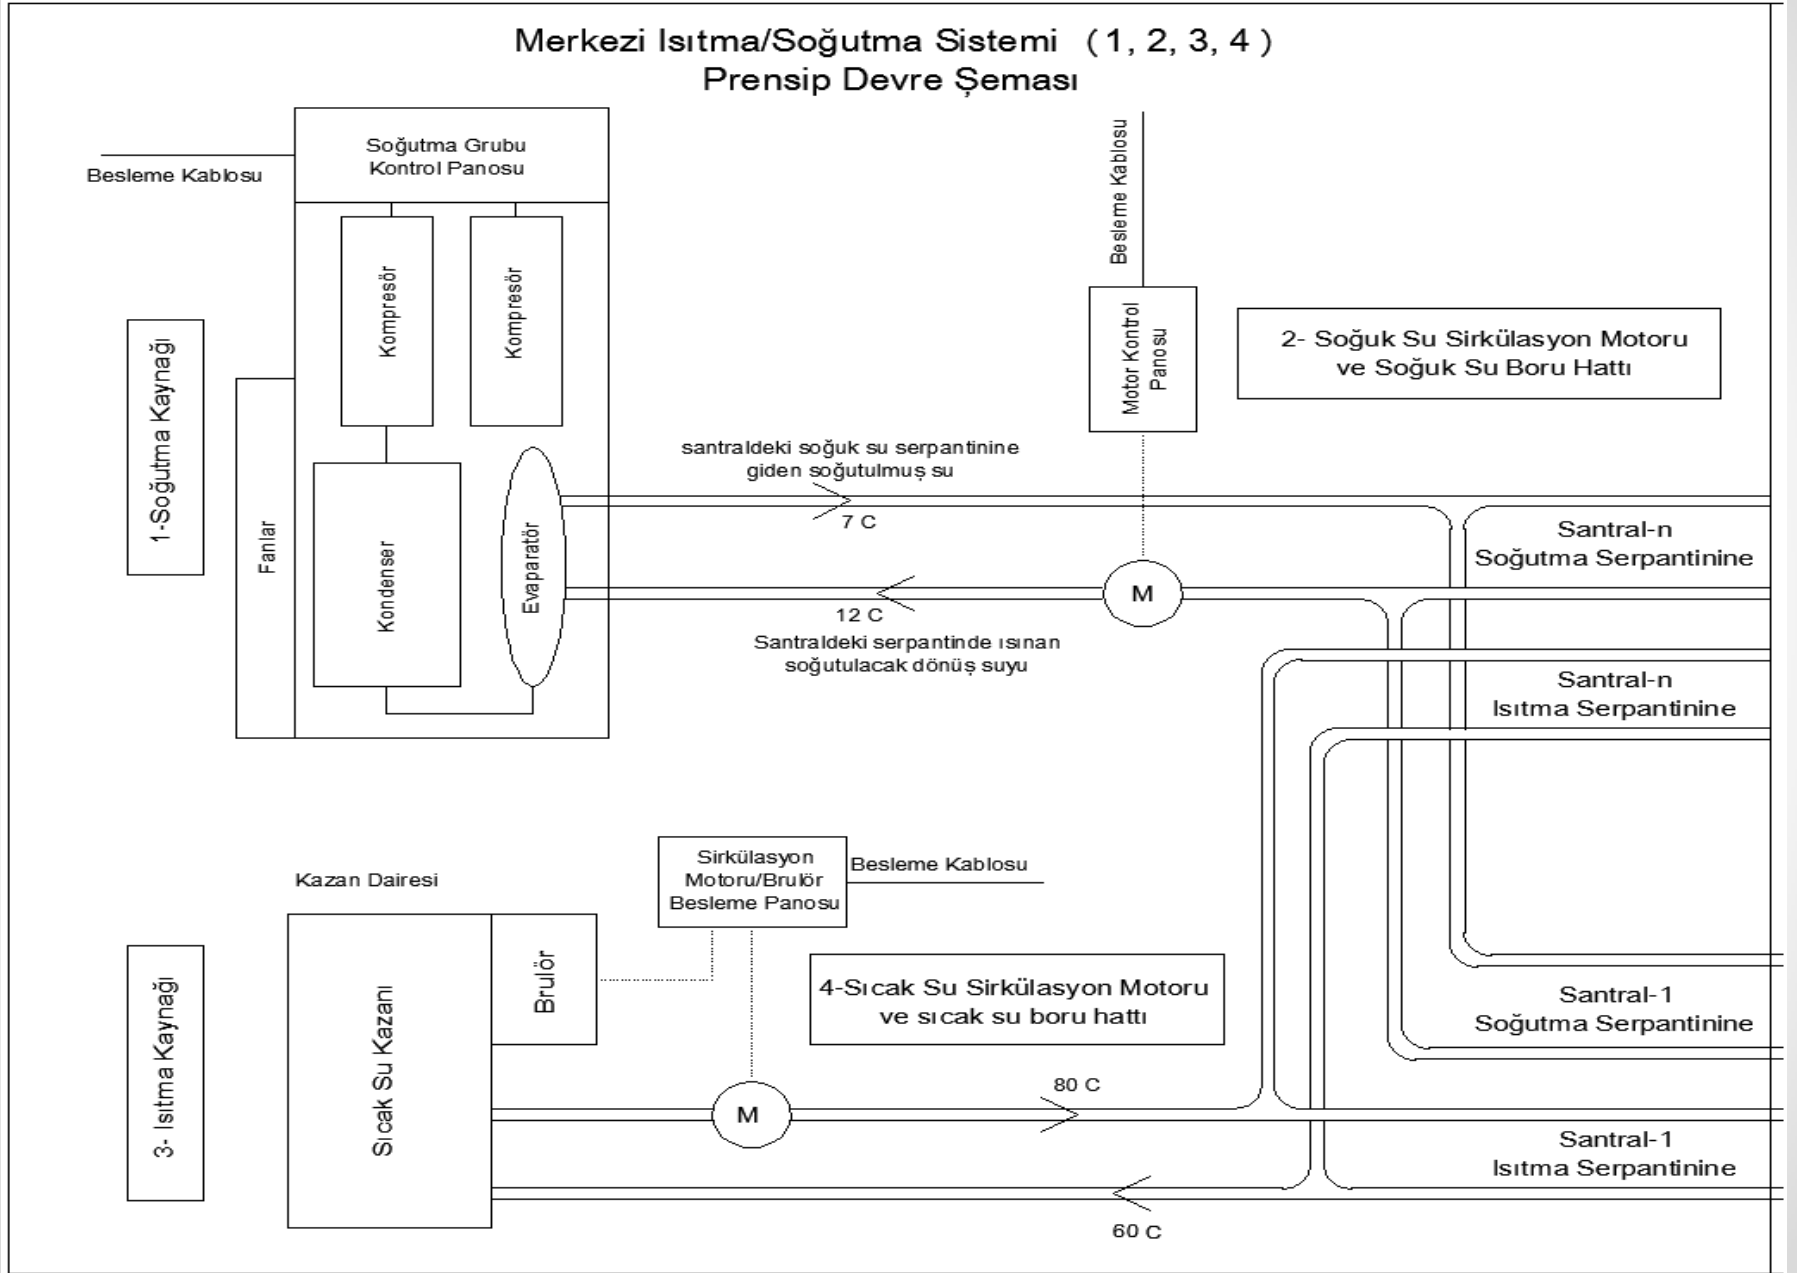 Merkezi Isıtma/Soğutma Sistemi ( 1, 2, 3, 4 )
Prensip Devre Şeması
Soğutma Grubu
Kontrol Panosu
Besleme Kablosu
Kompresör
Kompresör
1-Soğutma Kaynağı
Fanlar
Kondenser
Evaparatör
Besleme Kablosu
Motor Kontrol
Panosu
2- Soğuk Su Sirkülasyon Motoru
ve Soğuk Su Boru Hattı
santraldeki soğuk su serpantinine
giden soğutulmuş su
7 C
M
12 C
Santraldeki serpantinde ısınan
soğutulacak dönüş suyu
Santral-n
Soğutma Serpantinine
Santral-n
Isıtma Serpantinine
Kazan Dairesi
Sirkülasyon
Motoru/Brulör
Besleme Panosu
Besleme Kablosu
3- Isıtma Kaynağı
Sıcak Su Kazanı
Brulör
4-Sıcak Su Sirkülasyon Motoru
ve sıcak su boru hattı
M
80 C
60 C
Santral-1
Soğutma Serpantinine
Santral-1
Isıtma Serpantinine